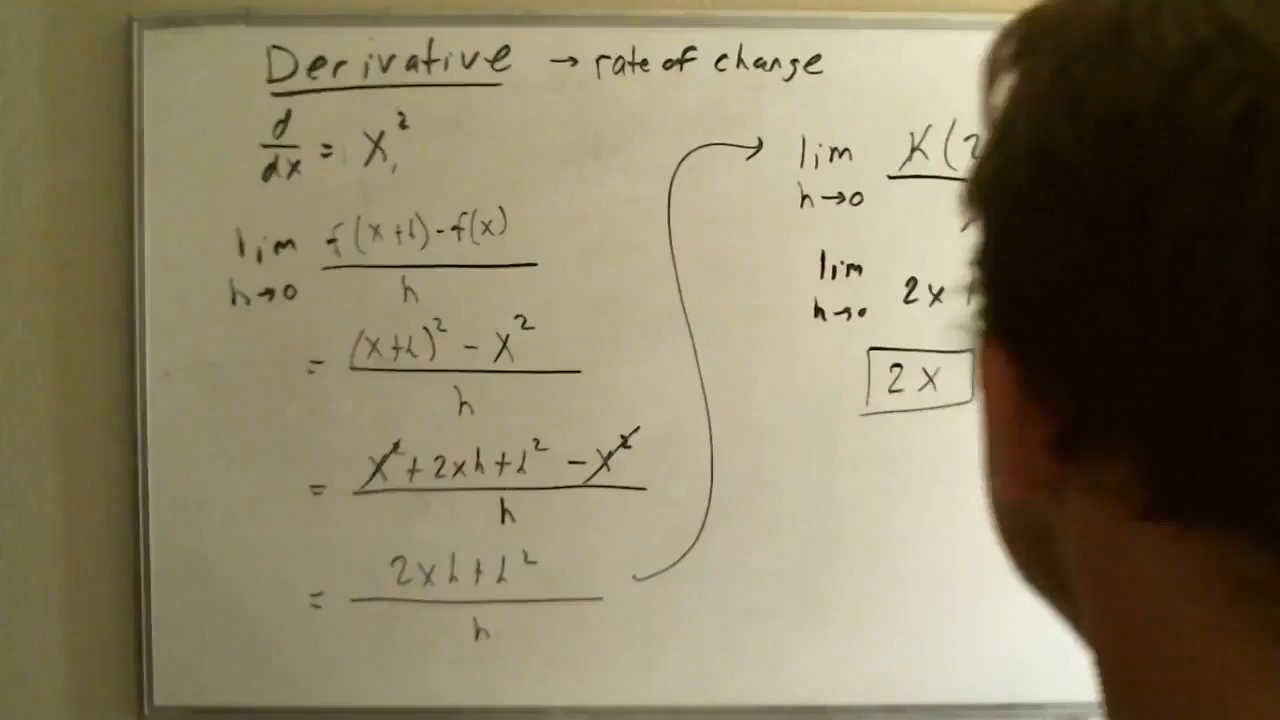 Derivative → rate of change
d/dx = x²
lim h→0 f(x+h)-f(x) / h
= (x+h)² - x² / h
= x² + 2xh + h² - x² / h
= 2xh + h² / h
lim h→0 h(2
lim h→0 2x
2x